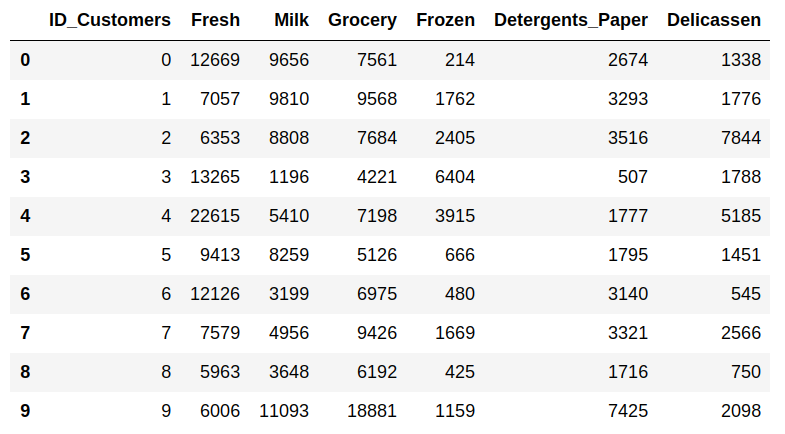 ID_Customers Fresh Milk Grocery Frozen Detergents_Paper Delicassen
0 0 12669 9656 7561 214 2674 1338
1 1 7057 9810 9568 1762 3293 1776
2 2 6353 8808 7684 2405 3516 7844
3 3 13265 1196 4221 6404 507 1788
4 4 22615 5410 7198 3915 1777 5185
5 5 9413 8259 5126 666 1795 1451
6 6 12126 3199 6975 480 3140 545
7 7 7579 4956 9426 1669 3321 2566
8 8 5963 3648 6192 425 1716 750
9 9 6006 11093 18881 1159 7425 2098